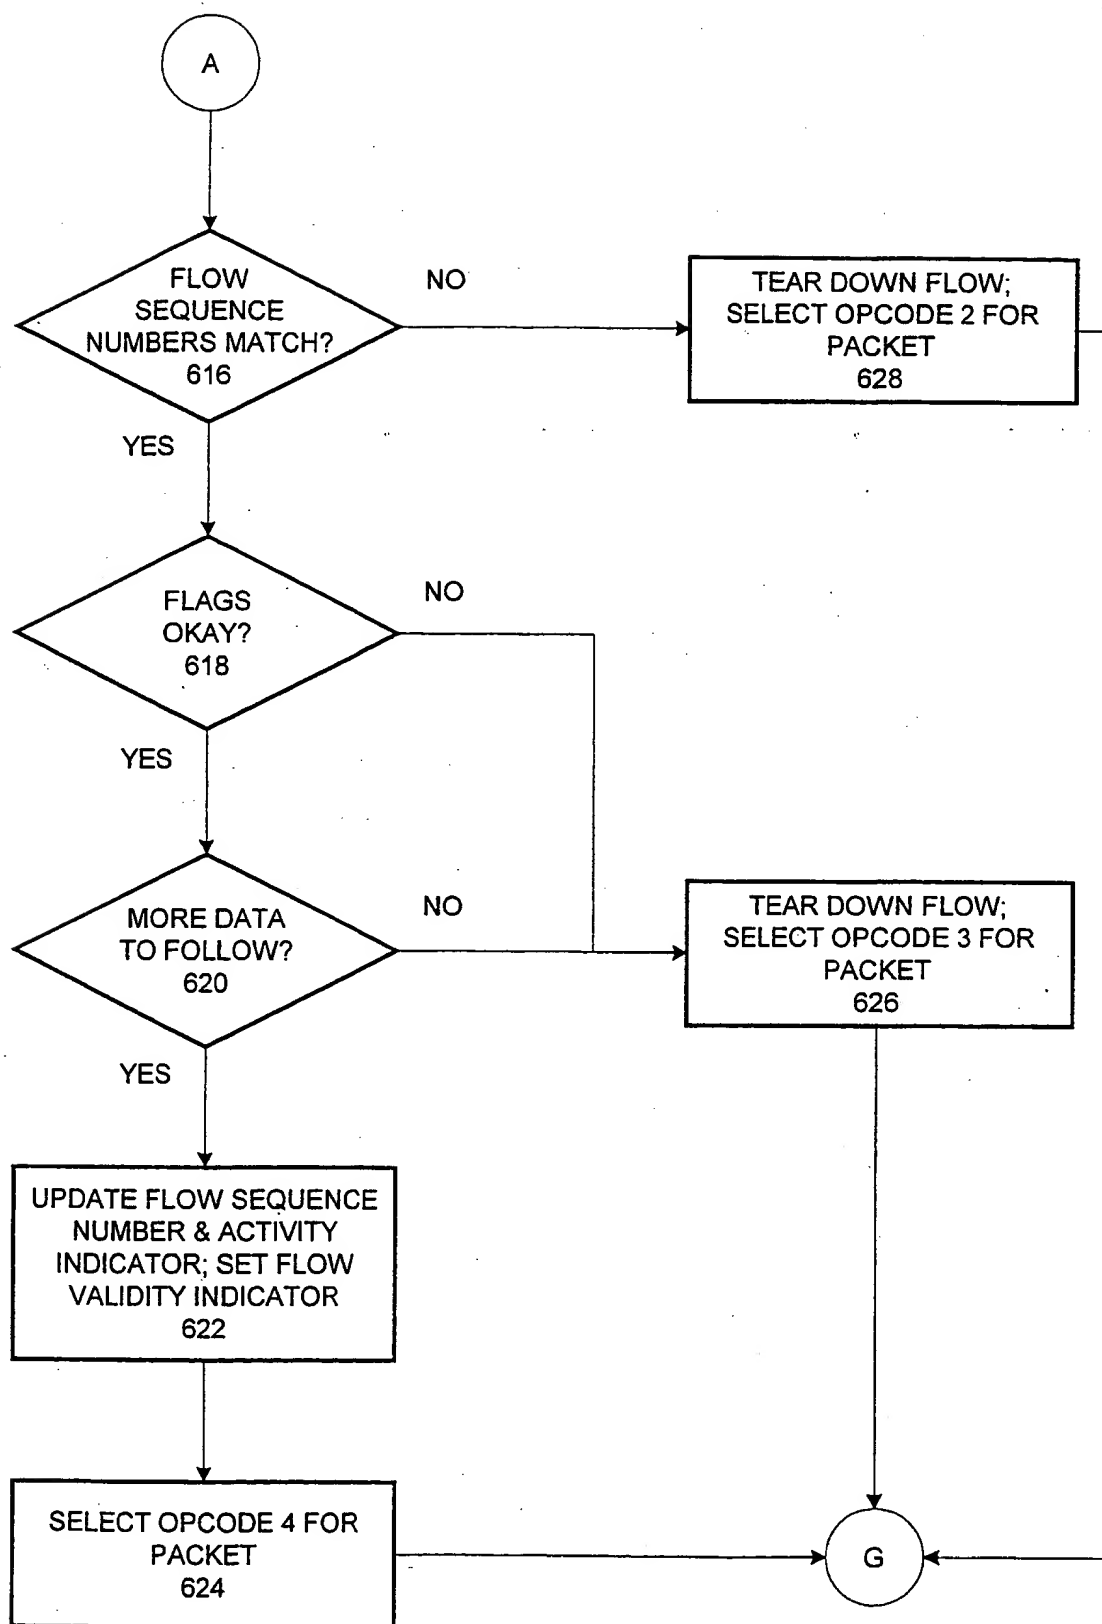 A
FLOW
SEQUENCE
NUMBERS MATCH?
616
NO
TEAR DOWN FLOW;
SELECT OPCODE 2 FOR
PACKET
628
YES
FLAGS
OKAY?
618
NO
YES
MORE DATA
TO FOLLOW?
620
NO
TEAR DOWN FLOW;
SELECT OPCODE 3 FOR
PACKET
626
YES
UPDATE FLOW SEQUENCE
NUMBER & ACTIVITY
INDICATOR; SET FLOW
VALIDITY INDICATOR
622
SELECT OPCODE 4 FOR
PACKET
624
G